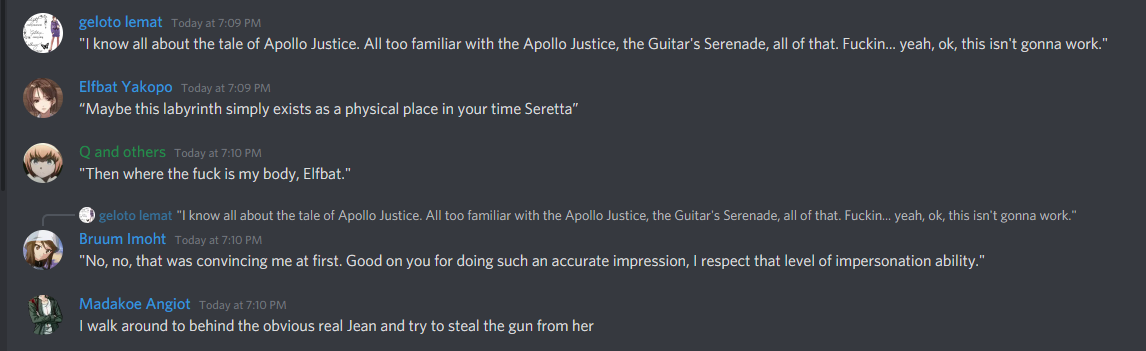 geloto lemat Today at 7:09 PM
"I know all about the tale of Apollo Justice. All too familiar with the Apollo Justice, the Guitar's Serenade, all of that. Fuckin... yeah, ok, this isn't gonna work."
Elfbat Yakopo Today at 7:09 PM
“Maybe this labyrinth simply exists as a physical place in your time Seretta”
Q and others Today at 7:10 PM
"Then where the fuck is my body, Elfbat."
geloto lemat "I know all about the tale of Apollo Justice. All too familiar with the Apollo Justice, the Guitar's Serenade, all of that. Fuckin... yeah, ok, this isn't gonna work."
Bruum Imoht Today at 7:10 PM
"No, no, that was convincing me at first. Good on you for doing such an accurate impression, I respect that level of impersonation ability."
Madakoe Angiot Today at 7:10 PM
I walk around to behind the obvious real Jean and try to steal the gun from her